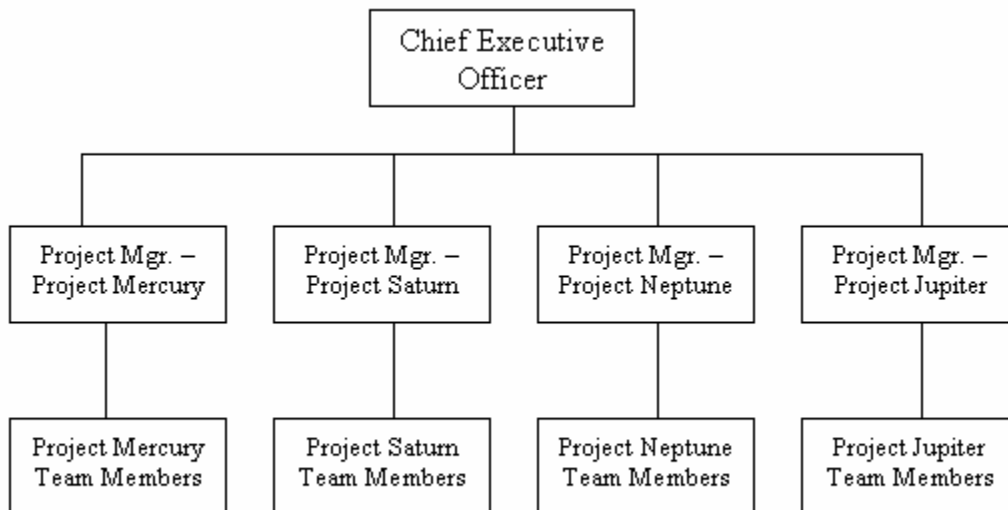 Chief Executive
Officer
Project Mgr. –
Project Mercury
Project Mgr. –
Project Saturn
Project Mgr. –
Project Neptune
Project Mgr. –
Project Jupiter
Project Mercury
Team Members
Project Saturn
Team Members
Project Neptune
Team Members
Project Jupiter
Team Members